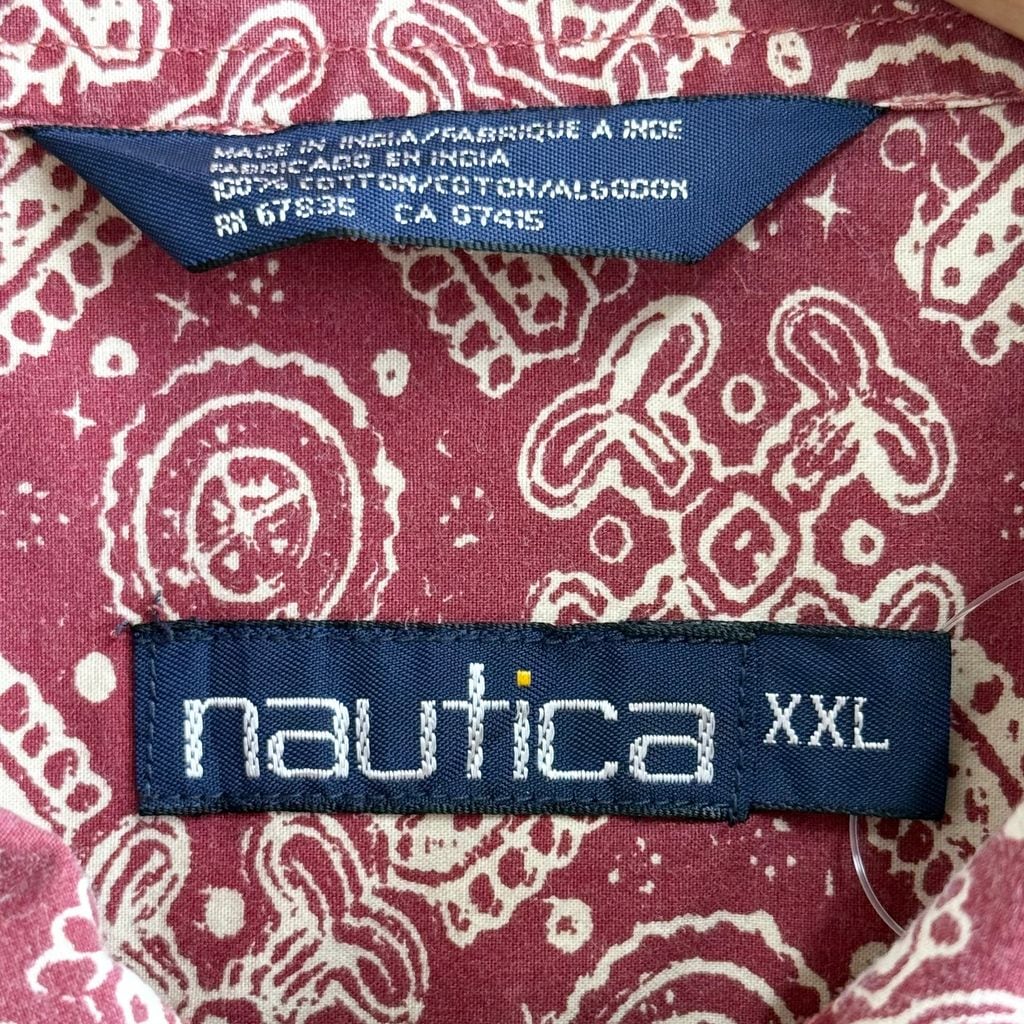 MADE IN INDIA/FABRIQUE A INDE
FABRICADO EN INDIA
100% COTTON/COTON/ALGODON
RN 67835 CA 07415
nautica XXL